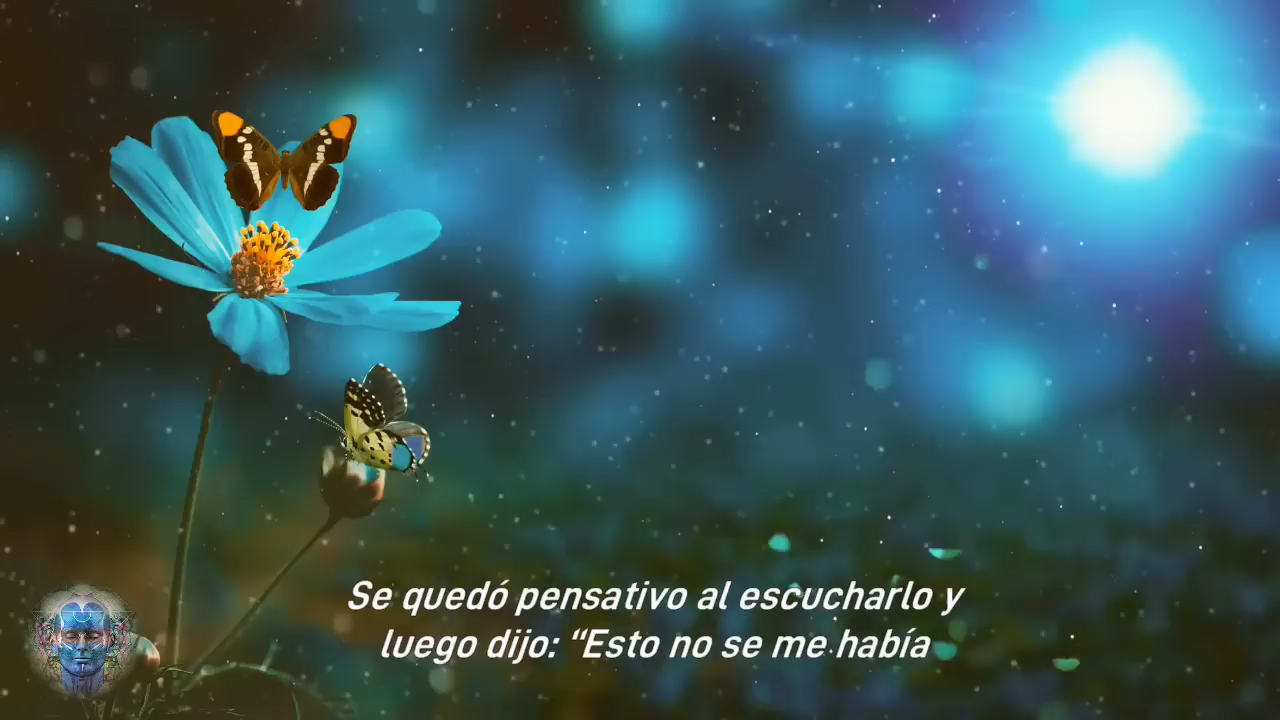 Se quedó pensativo al escucharlo y
luego dijo: “Esto no se me había